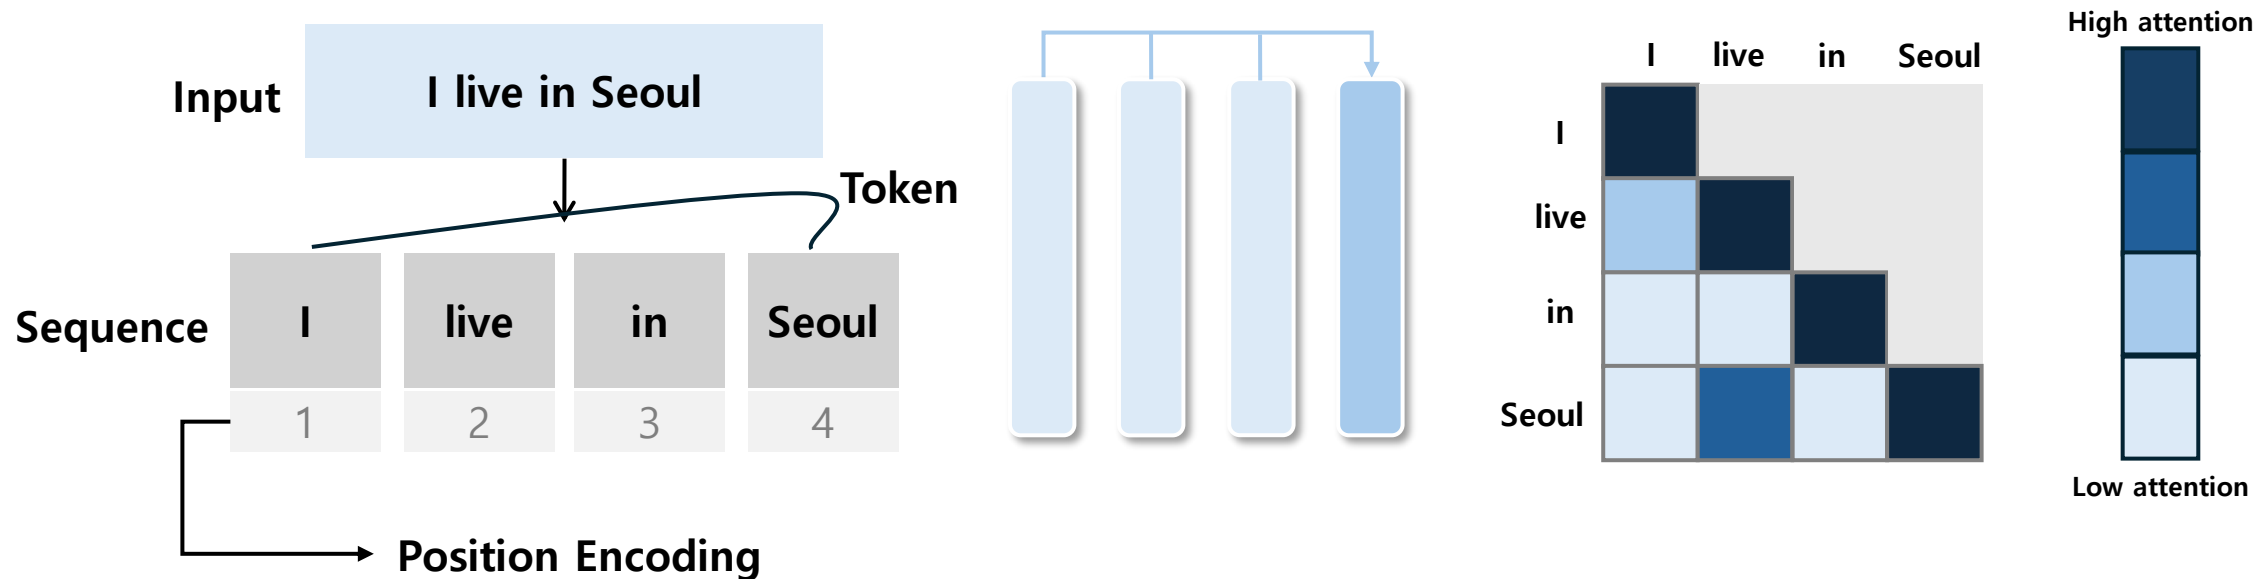 Input
I live in Seoul
Token
Sequence
I live in Seoul
1 2 3 4
Position Encoding
I live in Seoul
I
live
in
Seoul
High attention
Low attention